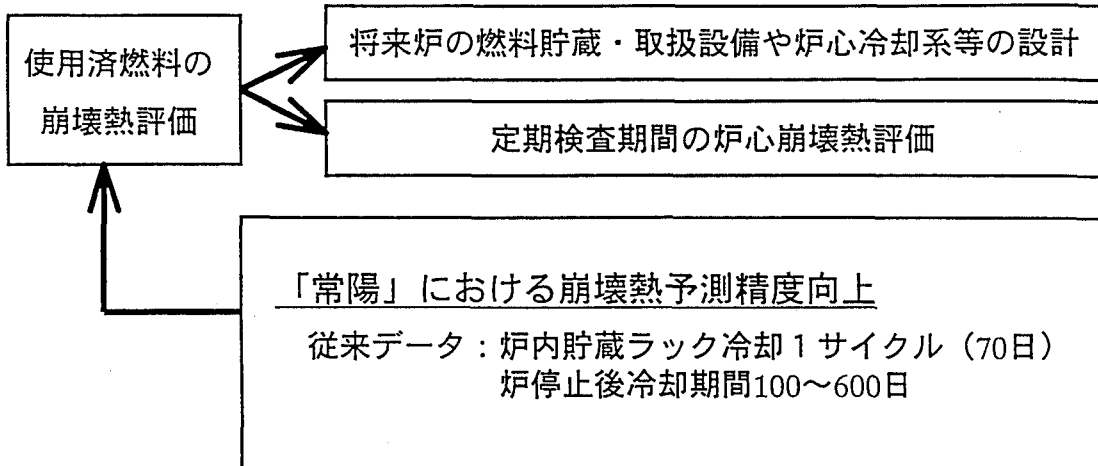 使用済燃料の
崩壊熱評価
将来炉の燃料貯蔵・取扱設備や炉心冷却系等の設計
定期検査期間の炉心崩壊熱評価
「常陽」における崩壊熱予測精度向上
従来データ：炉内貯蔵ラック冷却１サイクル（70日）
炉停止後冷却期間100～600日